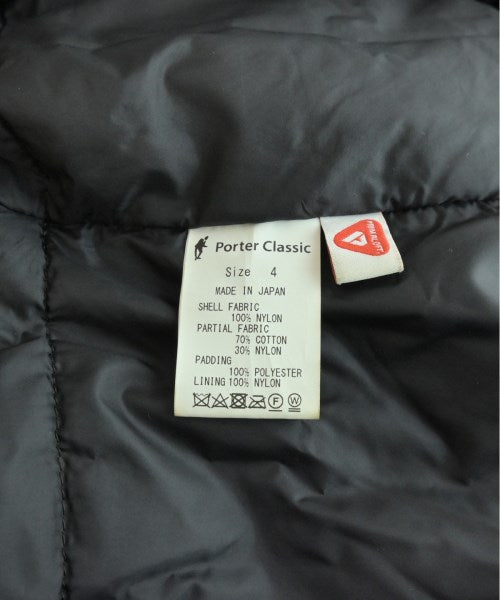 Porter Classic
Size 4
MADE IN JAPAN
SHELL FABRIC
100% NYLON
PARTIAL FABRIC
70% COTTON
30% NYLON
PADDING
100% POLYESTER
LINING 100% NYLON
F W
PRIMALOFT